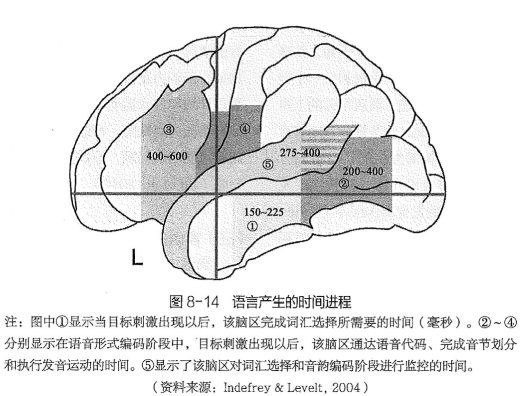 ③
④
400~600
275~400
⑤
200~400
②
150~225
①
L
图 8-14 语言产生的时间进程
注：图中①显示当目标刺激出现以后，该脑区完成词汇选择所需要的时间（毫秒）。②～④
分别显示在语音形式编码阶段中，目标刺激出现以后，该脑区通达语音代码、完成音节划分
和执行发音运动的时间。⑤显示了该脑区对词汇选择和音韵编码阶段进行监控的时间。
（资料来源：Indefrey & Levelt, 2004）